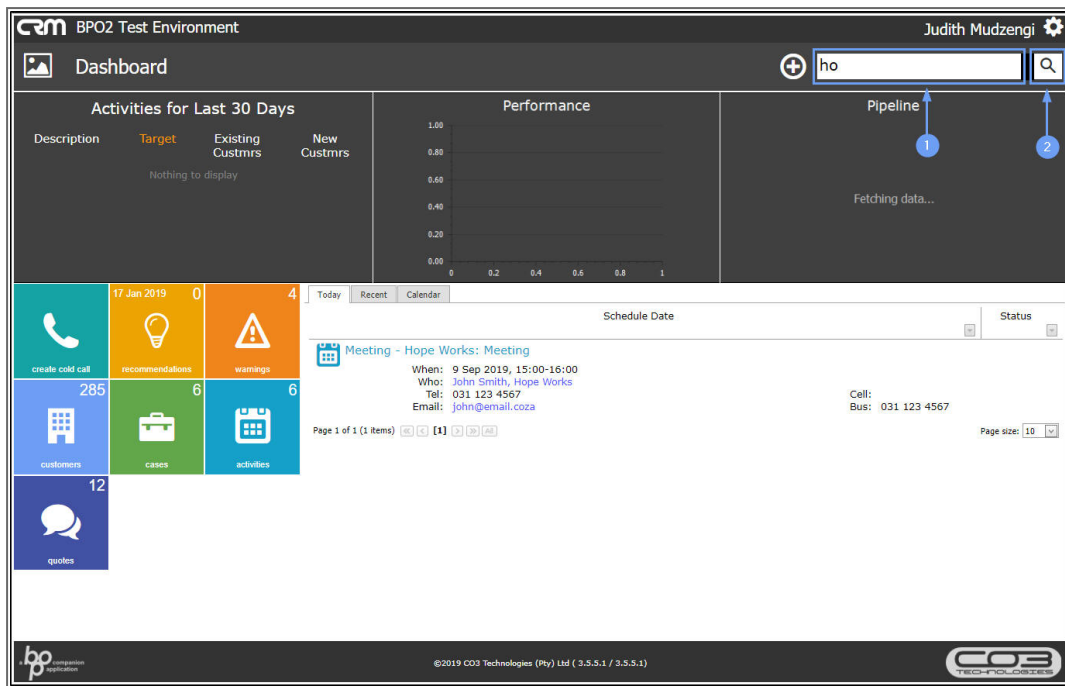 CRM BPO2 Test Environment
Judith Mudzengi
Dashboard
ho
Activities for Last 30 Days
Description Target Existing Custmrs New Custmrs
Nothing to display
Performance
1.00
0.80
0.60
0.40
0.20
0.00
0 0.2 0.4 0.6 0.8 1
Pipeline
1 2
Fetching data...
create cold call
17 Jan 2019 0
recommendations
4
warnings
285
customers
6
cases
6
activities
12
quotes
Today Recent Calendar
Schedule Date Status
Meeting - Hope Works: Meeting
When: 9 Sep 2019, 15:00-16:00
Who: John Smith, Hope Works
Tel: 031 123 4567 Cell:
Email: john@email.coza Bus: 031 123 4567
Page 1 of 1 (1 items) [1] All Page size: 10
a bpo companion application
©2019 CO3 Technologies (Pty) Ltd ( 3.5.5.1 / 3.5.5.1)
CO3
TECHNOLOGIES